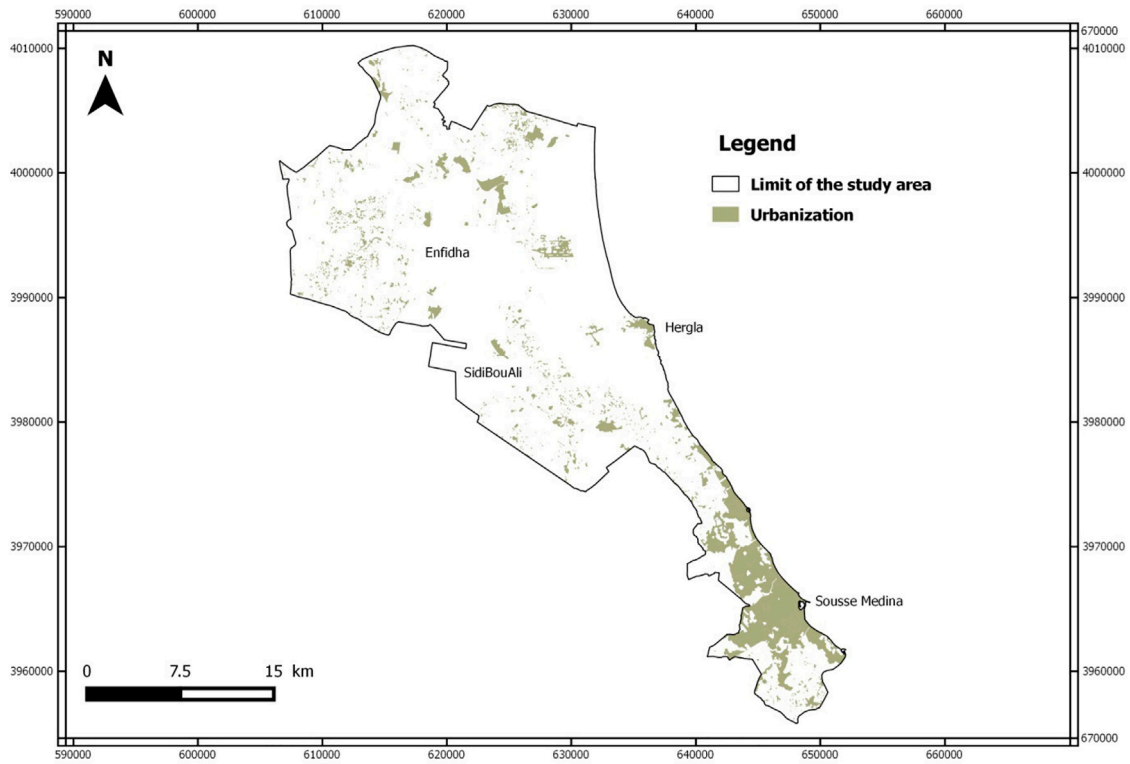 590000 600000 610000 620000 630000 640000 650000 660000
670000
4010000 4010000
N
Legend
4000000 4000000
Limit of the study area
Urbanization
Enfidha
3990000 3990000
Hergla
SidiBouAli
3980000 3980000
3970000 3970000
Sousse Medina
3960000 3960000
0 7.5 15 km
670000
590000 600000 610000 620000 630000 640000 650000 660000